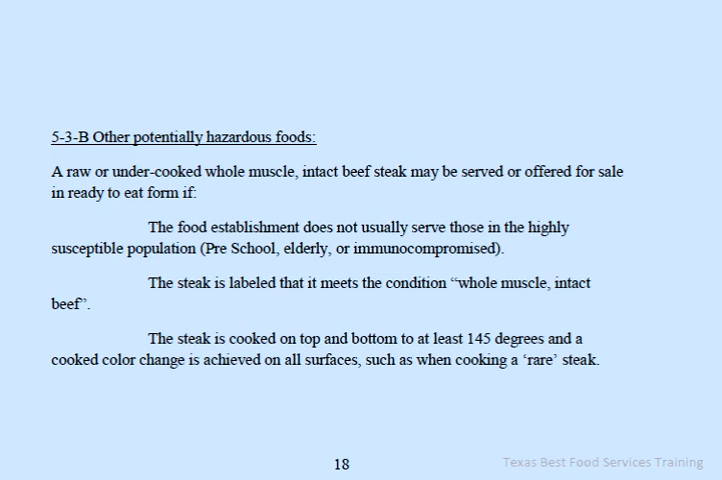 5-3-B Other potentially hazardous foods:
A raw or under-cooked whole muscle, intact beef steak may be served or offered for sale
in ready to eat form if:
The food establishment does not usually serve those in the highly
susceptible population (Pre School, elderly, or immunocompromised).
The steak is labeled that it meets the condition “whole muscle, intact
beef”.
The steak is cooked on top and bottom to at least 145 degrees and a
cooked color change is achieved on all surfaces, such as when cooking a ‘rare’ steak.
18
Texas Best Food Services Training